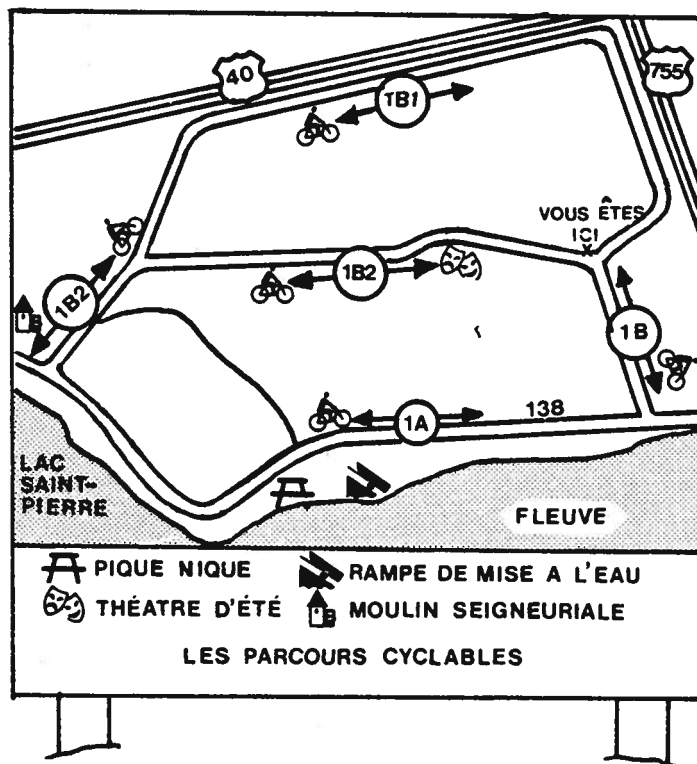 40
755
1B1
VOUS ÊTES
ICI
1B2
1B2
1B
138
1A
LAC
SAINT-
PIERRE
FLEUVE
PIQUE NIQUE
RAMPE DE MISE A L'EAU
THÉATRE D'ÉTÉ
B MOULIN SEIGNEURIALE
LES PARCOURS CYCLABLES